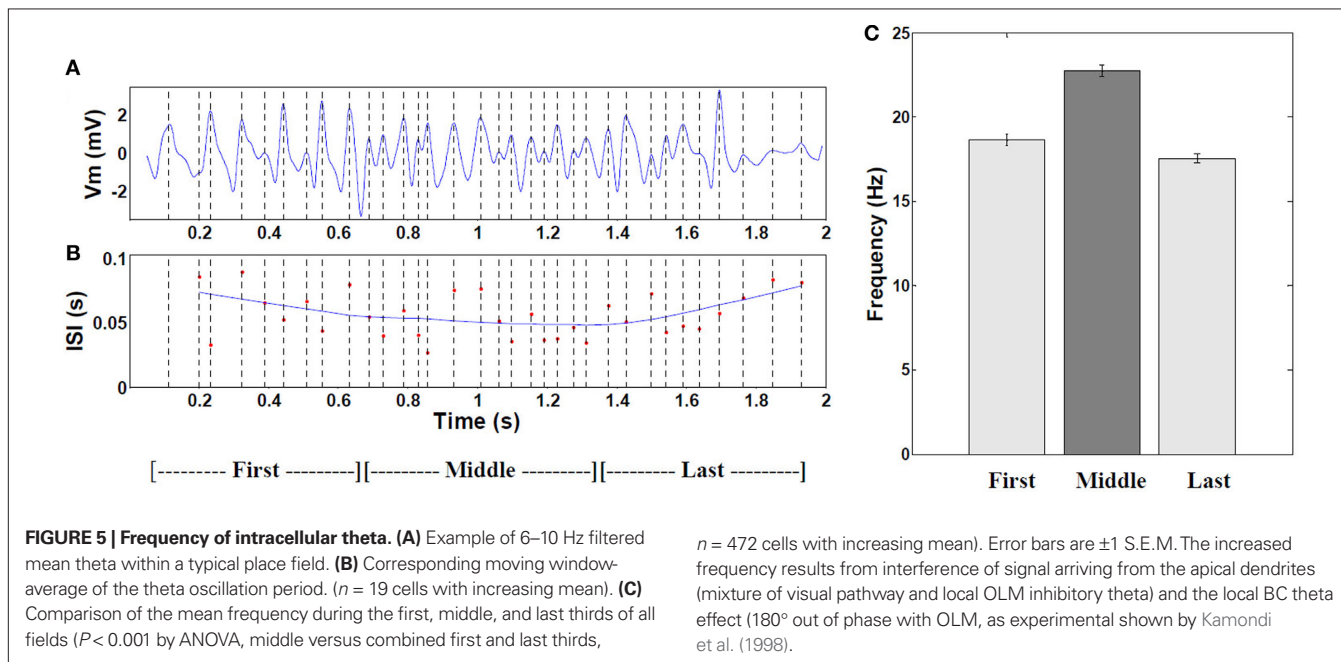 A
Vm (mV)
2
0
-2
0.2 0.4 0.6 0.8 1 1.2 1.4 1.6 1.8 2
B
ISI (s)
0.1
0.05
0
0.2 0.4 0.6 0.8 1 1.2 1.4 1.6 1.8 2
Time (s)
[--------- First ---------][--------- Middle ---------][--------- Last ---------]
C
Frequency (Hz)
25
20
15
10
5
0
First Middle Last
FIGURE 5 | Frequency of intracellular theta. (A) Example of 6–10 Hz filtered
mean theta within a typical place field. (B) Corresponding moving window-
average of the theta oscillation period. (n = 19 cells with increasing mean). (C)
Comparison of the mean frequency during the first, middle, and last thirds of all
fields (P < 0.001 by ANOVA, middle versus combined first and last thirds,
n = 472 cells with increasing mean). Error bars are ±1 S.E.M. The increased
frequency results from interference of signal arriving from the apical dendrites
(mixture of visual pathway and local OLM inhibitory theta) and the local BC theta
effect (180° out of phase with OLM, as experimental shown by Kamondi
et al. (1998).